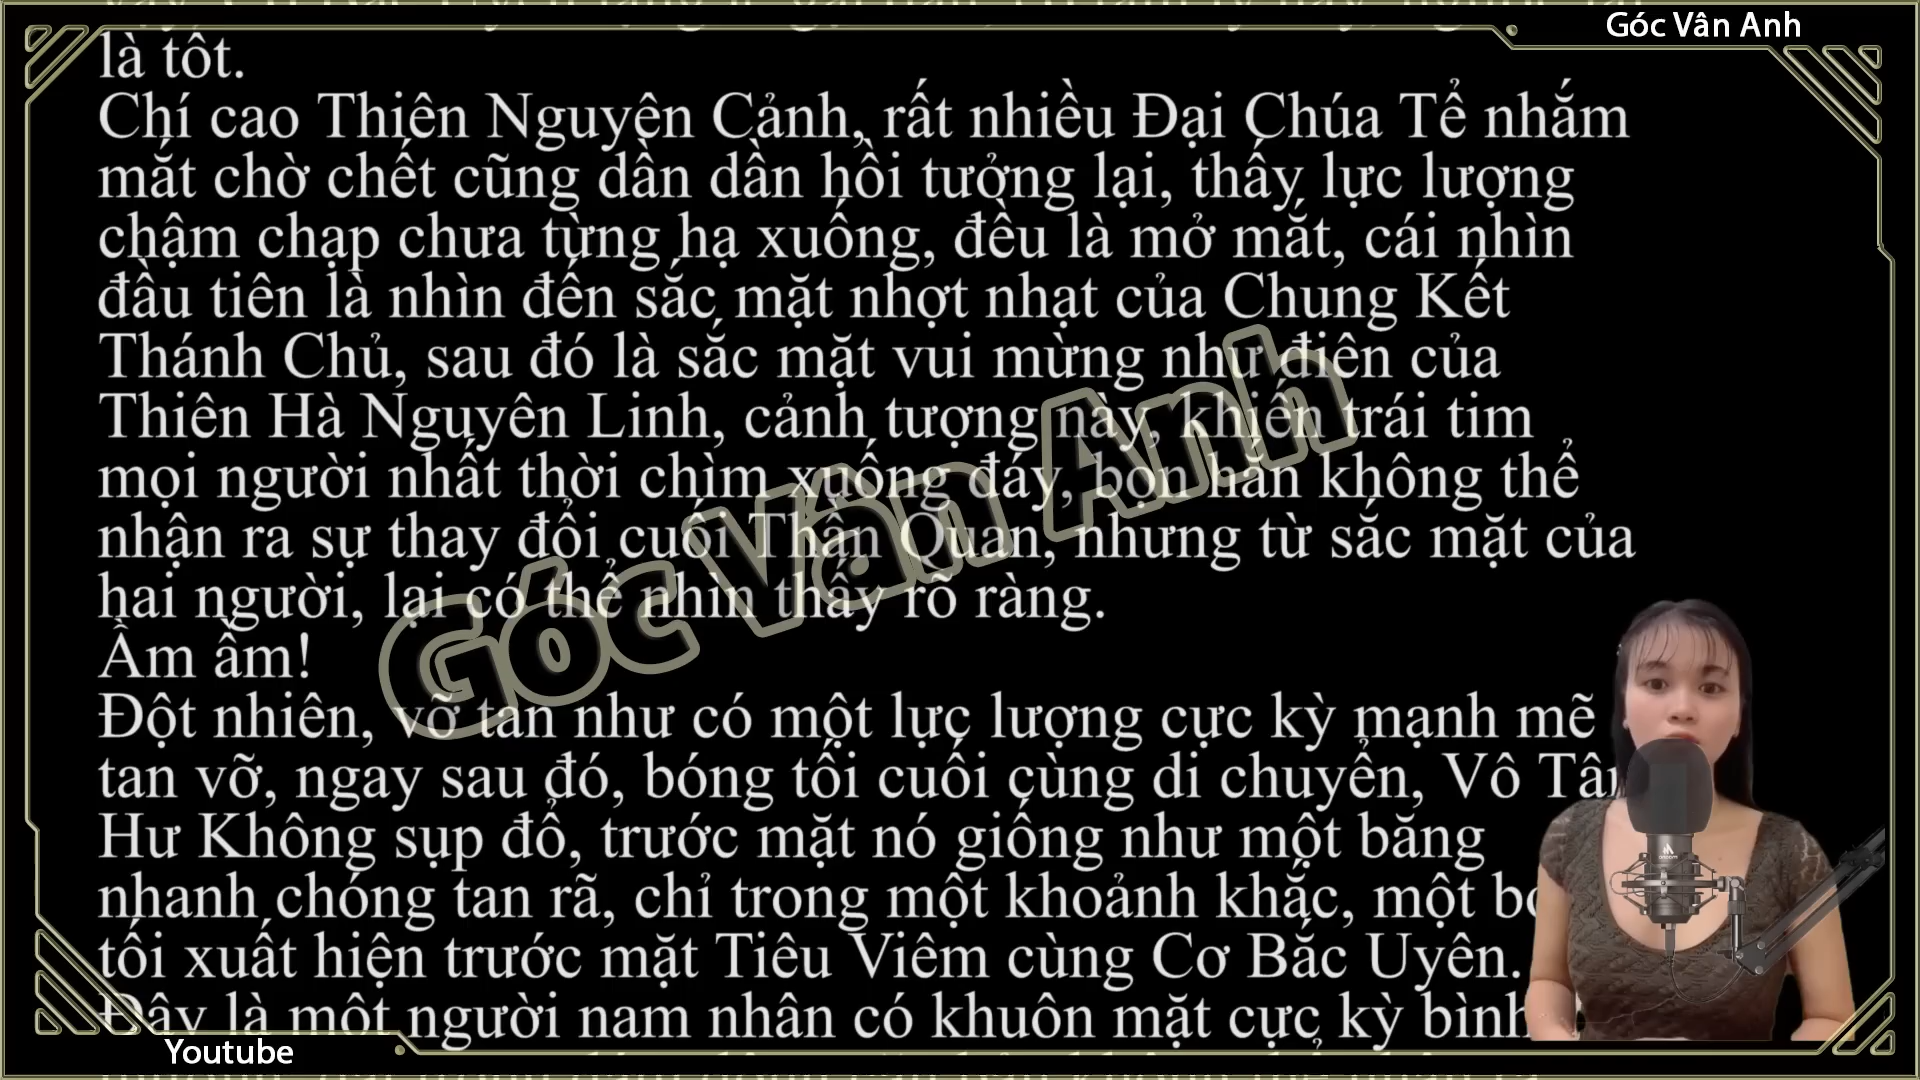 Góc Vân Anh
là tốt.
Chí cao Thiên Nguyên Cảnh, rất nhiều Đại Chúa Tể nhắm
mắt chờ chết cũng dần dần hồi tưởng lại, thấy lực lượng
chậm chạp chưa từng hạ xuống, đều là mở mắt, cái nhìn
đầu tiên là nhìn đến sắc mặt nhợt nhạt của Chung Kết
Thánh Chủ, sau đó là sắc mặt vui mừng như điên của
Thiên Hà Nguyên Linh, cảnh tượng này, khiến trái tim
mọi người nhất thời chìm xuống đáy, bọn hắn không thể
nhận ra sự thay đổi cuối Thần Quan, nhưng từ sắc mặt của
hai người, lại có thể nhìn thấy rõ ràng.
Ầm ầm!
Đột nhiên, vỡ tan như có một lực lượng cực kỳ mạnh mẽ
tan vỡ, ngay sau đó, bóng tối cuối cùng di chuyển, Vô Tân
Hư Không sụp đổ, trước mặt nó giống như một băng
nhanh chóng tan rã, chỉ trong một khoảnh khắc, một
tối xuất hiện trước mặt Tiêu Viêm cùng Cơ Bắc Uyên.
Đây là một người nam nhân có khuôn mặt cực kỳ bình
Góc Vân Anh
Youtube